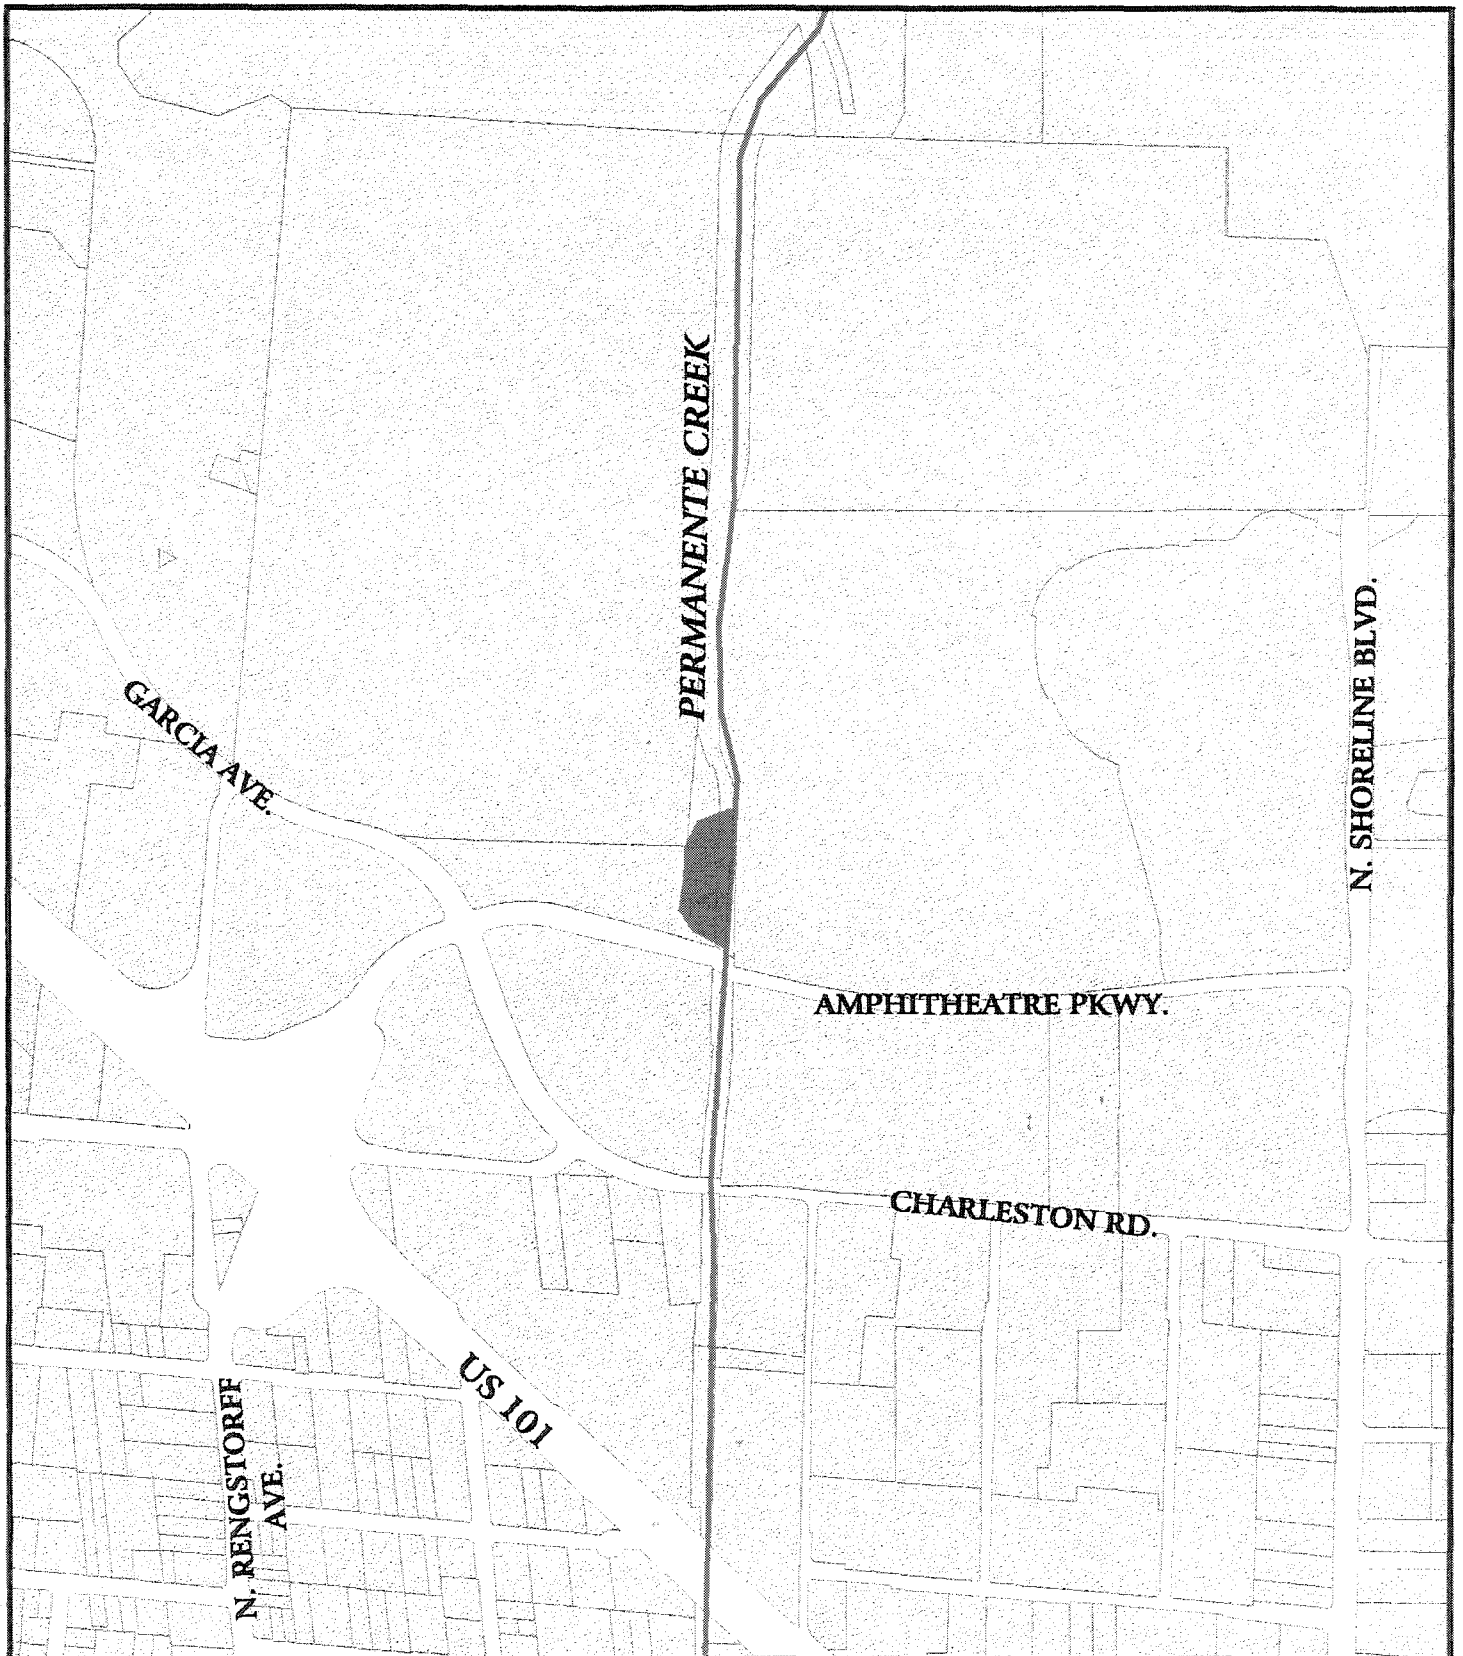 PERMANENTE CREEK
N. SHORELINE BLVD.
GARCIA AVE.
AMPHITHEATRE PKWY.
CHARLESTON RD.
US 101
N. RENGSTORFF
AVE.